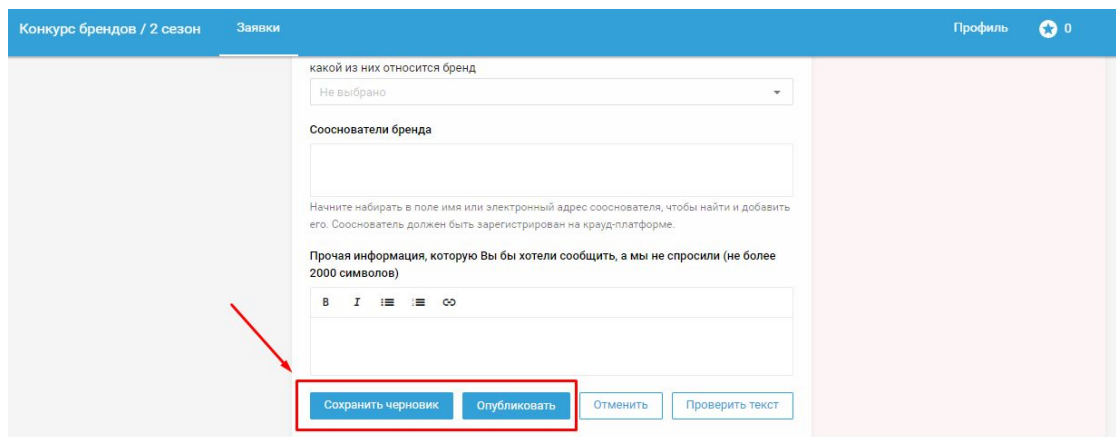 Конкурс брендов / 2 сезон Заявки Профиль 0
какой из них относится бренд
Не выбрано
Сооснователи бренда
Начните набирать в поле имя или электронный адрес сооснователя, чтобы найти и добавить
его. Сооснователь должен быть зарегистрирован на крауд-платформе.
Прочая информация, которую Вы бы хотели сообщить, а мы не спросили (не более
2000 символов)
B I
Сохранить черновик Опубликовать Отменить Проверить текст